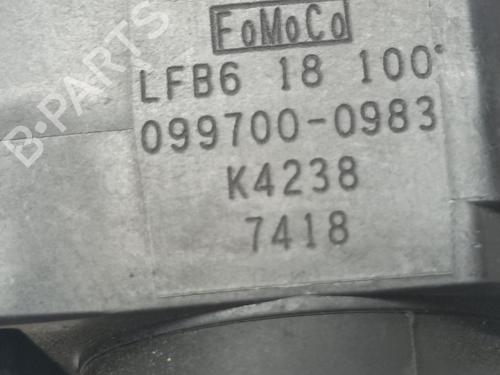 B-PARTS
FoMoCo
LFB6 18 100°
099700-0983
K4238
7418